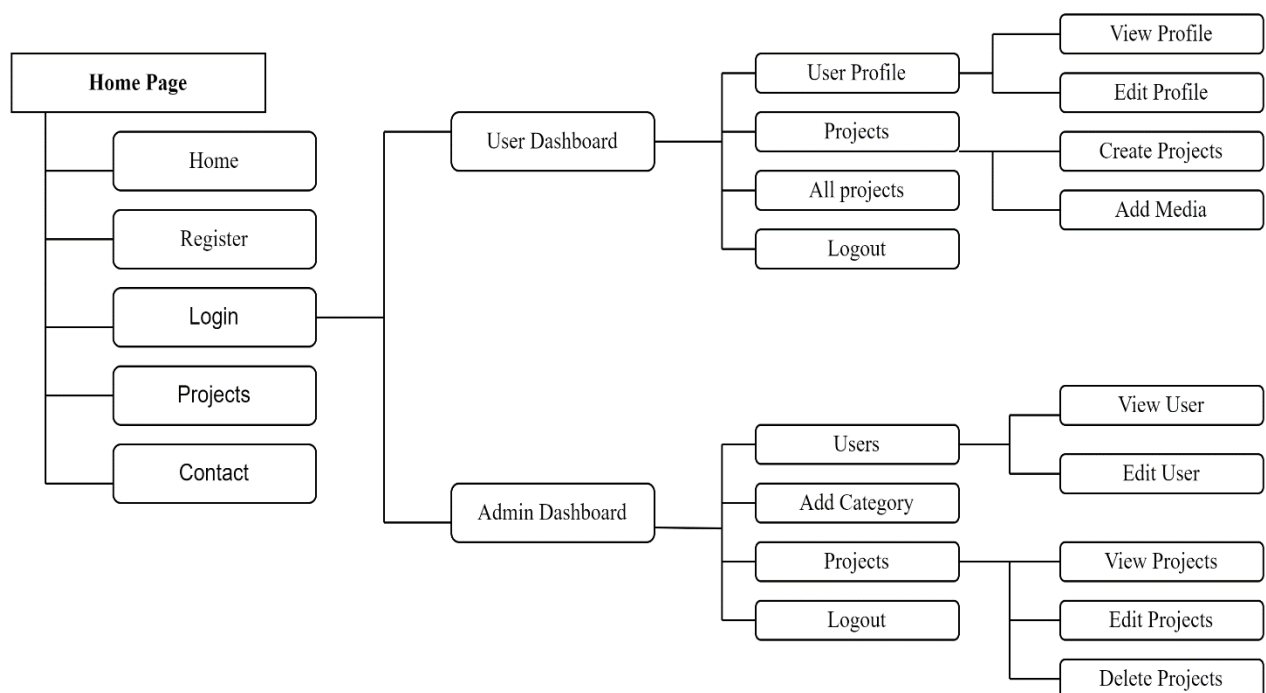 Home Page
Home
Register
Login
Projects
Contact
User Dashboard
User Profile
Projects
All projects
Logout
View Profile
Edit Profile
Create Projects
Add Media
Admin Dashboard
Users
Add Category
Projects
Logout
View User
Edit User
View Projects
Edit Projects
Delete Projects